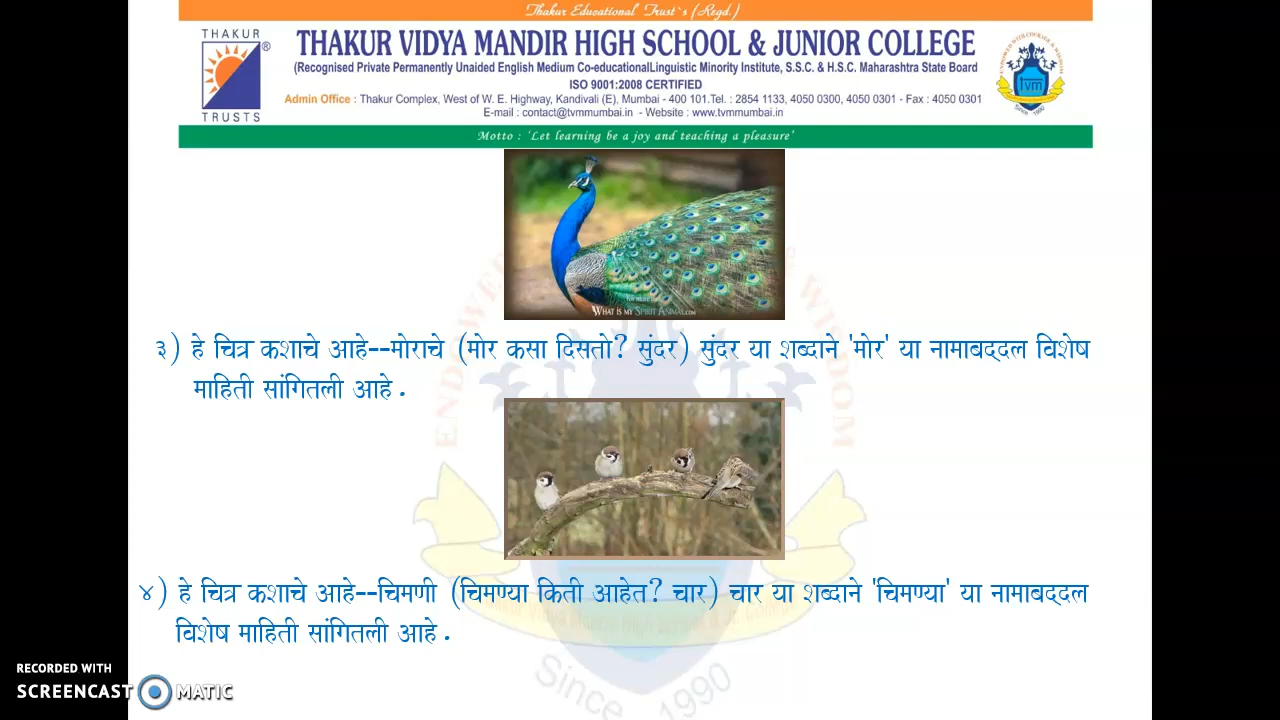 Thakur Educational Trust`s (Regd.)
THAKUR
®
TRUSTS
THAKUR VIDYA MANDIR HIGH SCHOOL & JUNIOR COLLEGE
(Recognised Private Permanently Unaided English Medium Co-educationalLinguistic Minority Institute, S.S.C. & H.S.C. Maharashtra State Board
ISO 9001:2008 CERTIFIED
Admin Office : Thakur Complex, West of W. E. Highway, Kandivali (E), Mumbai - 400 101.Tel. : 2854 1133, 4050 0300, 4050 0301 - Fax : 4050 0301
E-mail : contact@tvmmumbai.in - Website : www.tvmmumbai.in
tvm
Since 1990
Motto : 'Let learning be a joy and teaching a pleasure'
WHAT IS MY SPIRIT ANIMAL.COM
३) हे चित्र कशाचे आहे--मोराचे (मोर कसा दिसतो? सुंदर) सुंदर या शब्दाने 'मोर' या नामाबद्दल विशेष
माहिती सांगितली आहे.
४) हे चित्र कशाचे आहे--चिमणी (चिमण्या किती आहेत? चार) चार या शब्दाने 'चिमण्या' या नामाबद्दल
विशेष माहिती सांगितली आहे.
Since 1990
RECORDED WITH
SCREENCAST MATIC